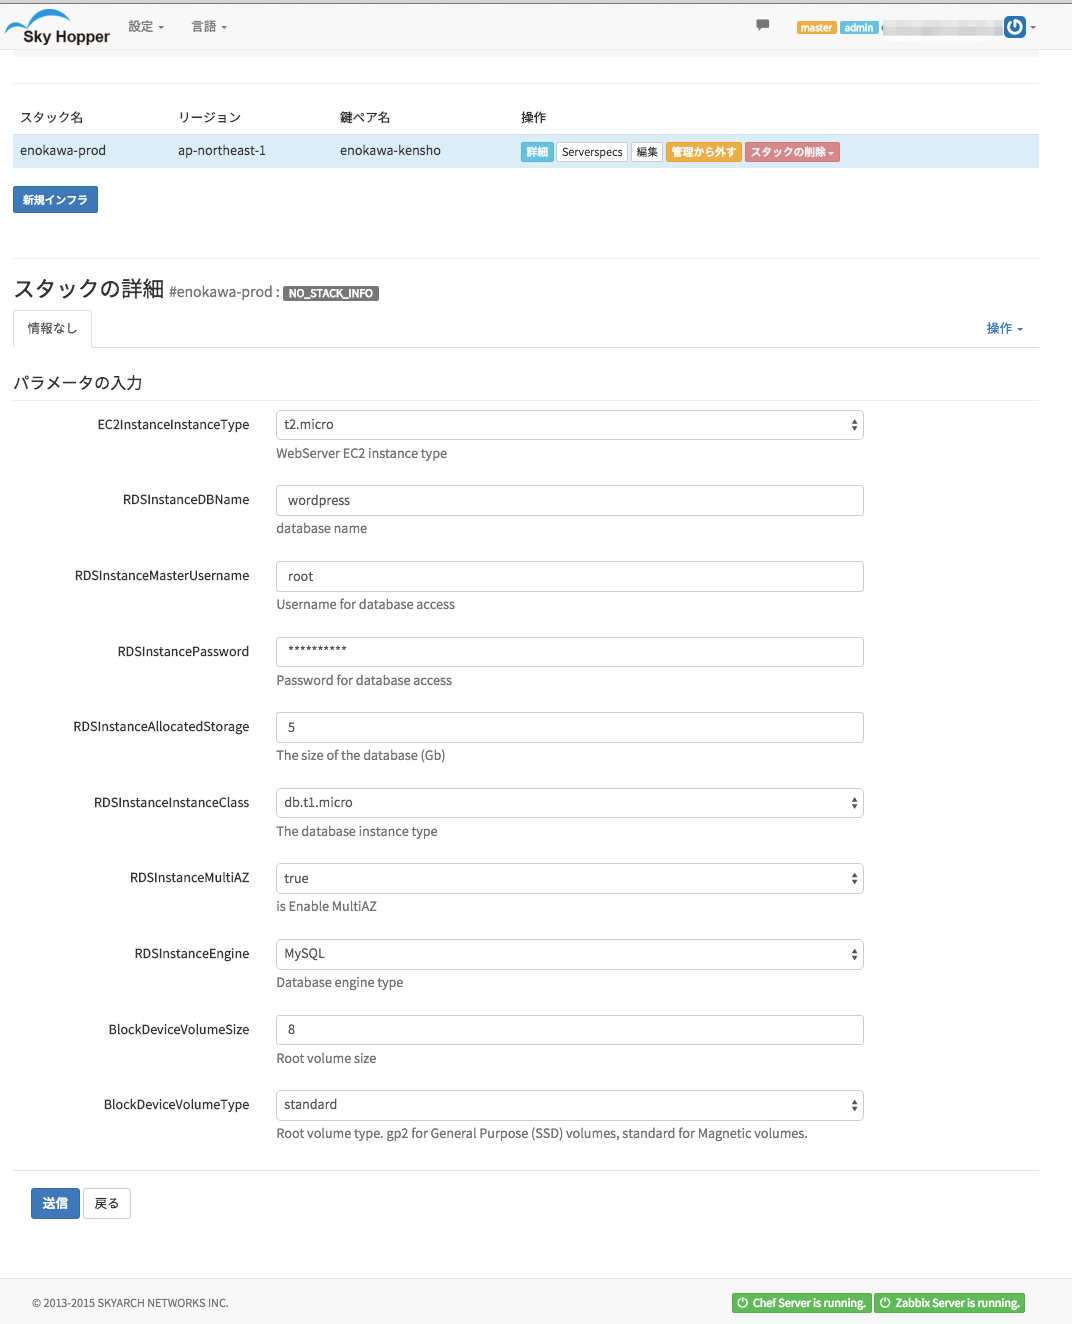 Sky Hopper 設定 言語 master admin
スタック名 リージョン 鍵ペア名 操作
enokawa-prod ap-northeast-1 enokawa-kensho 詳細 Serverspecs 編集 管理から外す スタックの削除
新規インフラ
スタックの詳細 #enokawa-prod : NO_STACK_INFO
情報なし 操作
パラメータの入力
EC2InstanceInstanceType t2.micro
WebServer EC2 instance type
RDSInstanceDBName wordpress
database name
RDSInstanceMasterUsername root
Username for database access
RDSInstancePassword **********
Password for database access
RDSInstanceAllocatedStorage 5
The size of the database (Gb)
RDSInstanceInstanceClass db.t1.micro
The database instance type
RDSInstanceMultiAZ true
is Enable MultiAZ
RDSInstanceEngine MySQL
Database engine type
BlockDeviceVolumeSize 8
Root volume size
BlockDeviceVolumeType standard
Root volume type. gp2 for General Purpose (SSD) volumes, standard for Magnetic volumes.
送信 戻る
© 2013-2015 SKYARCH NETWORKS INC. Chef Server is running. Zabbix Server is running.